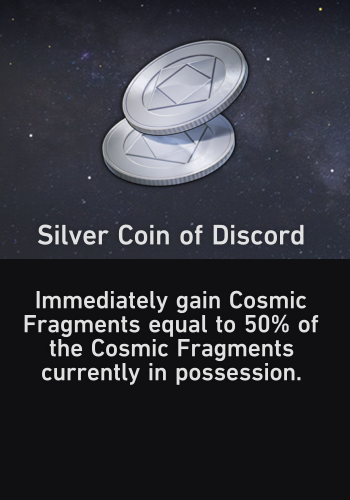 Silver Coin of Discord
Immediately gain Cosmic
Fragments equal to 50% of
the Cosmic Fragments
currently in possession.